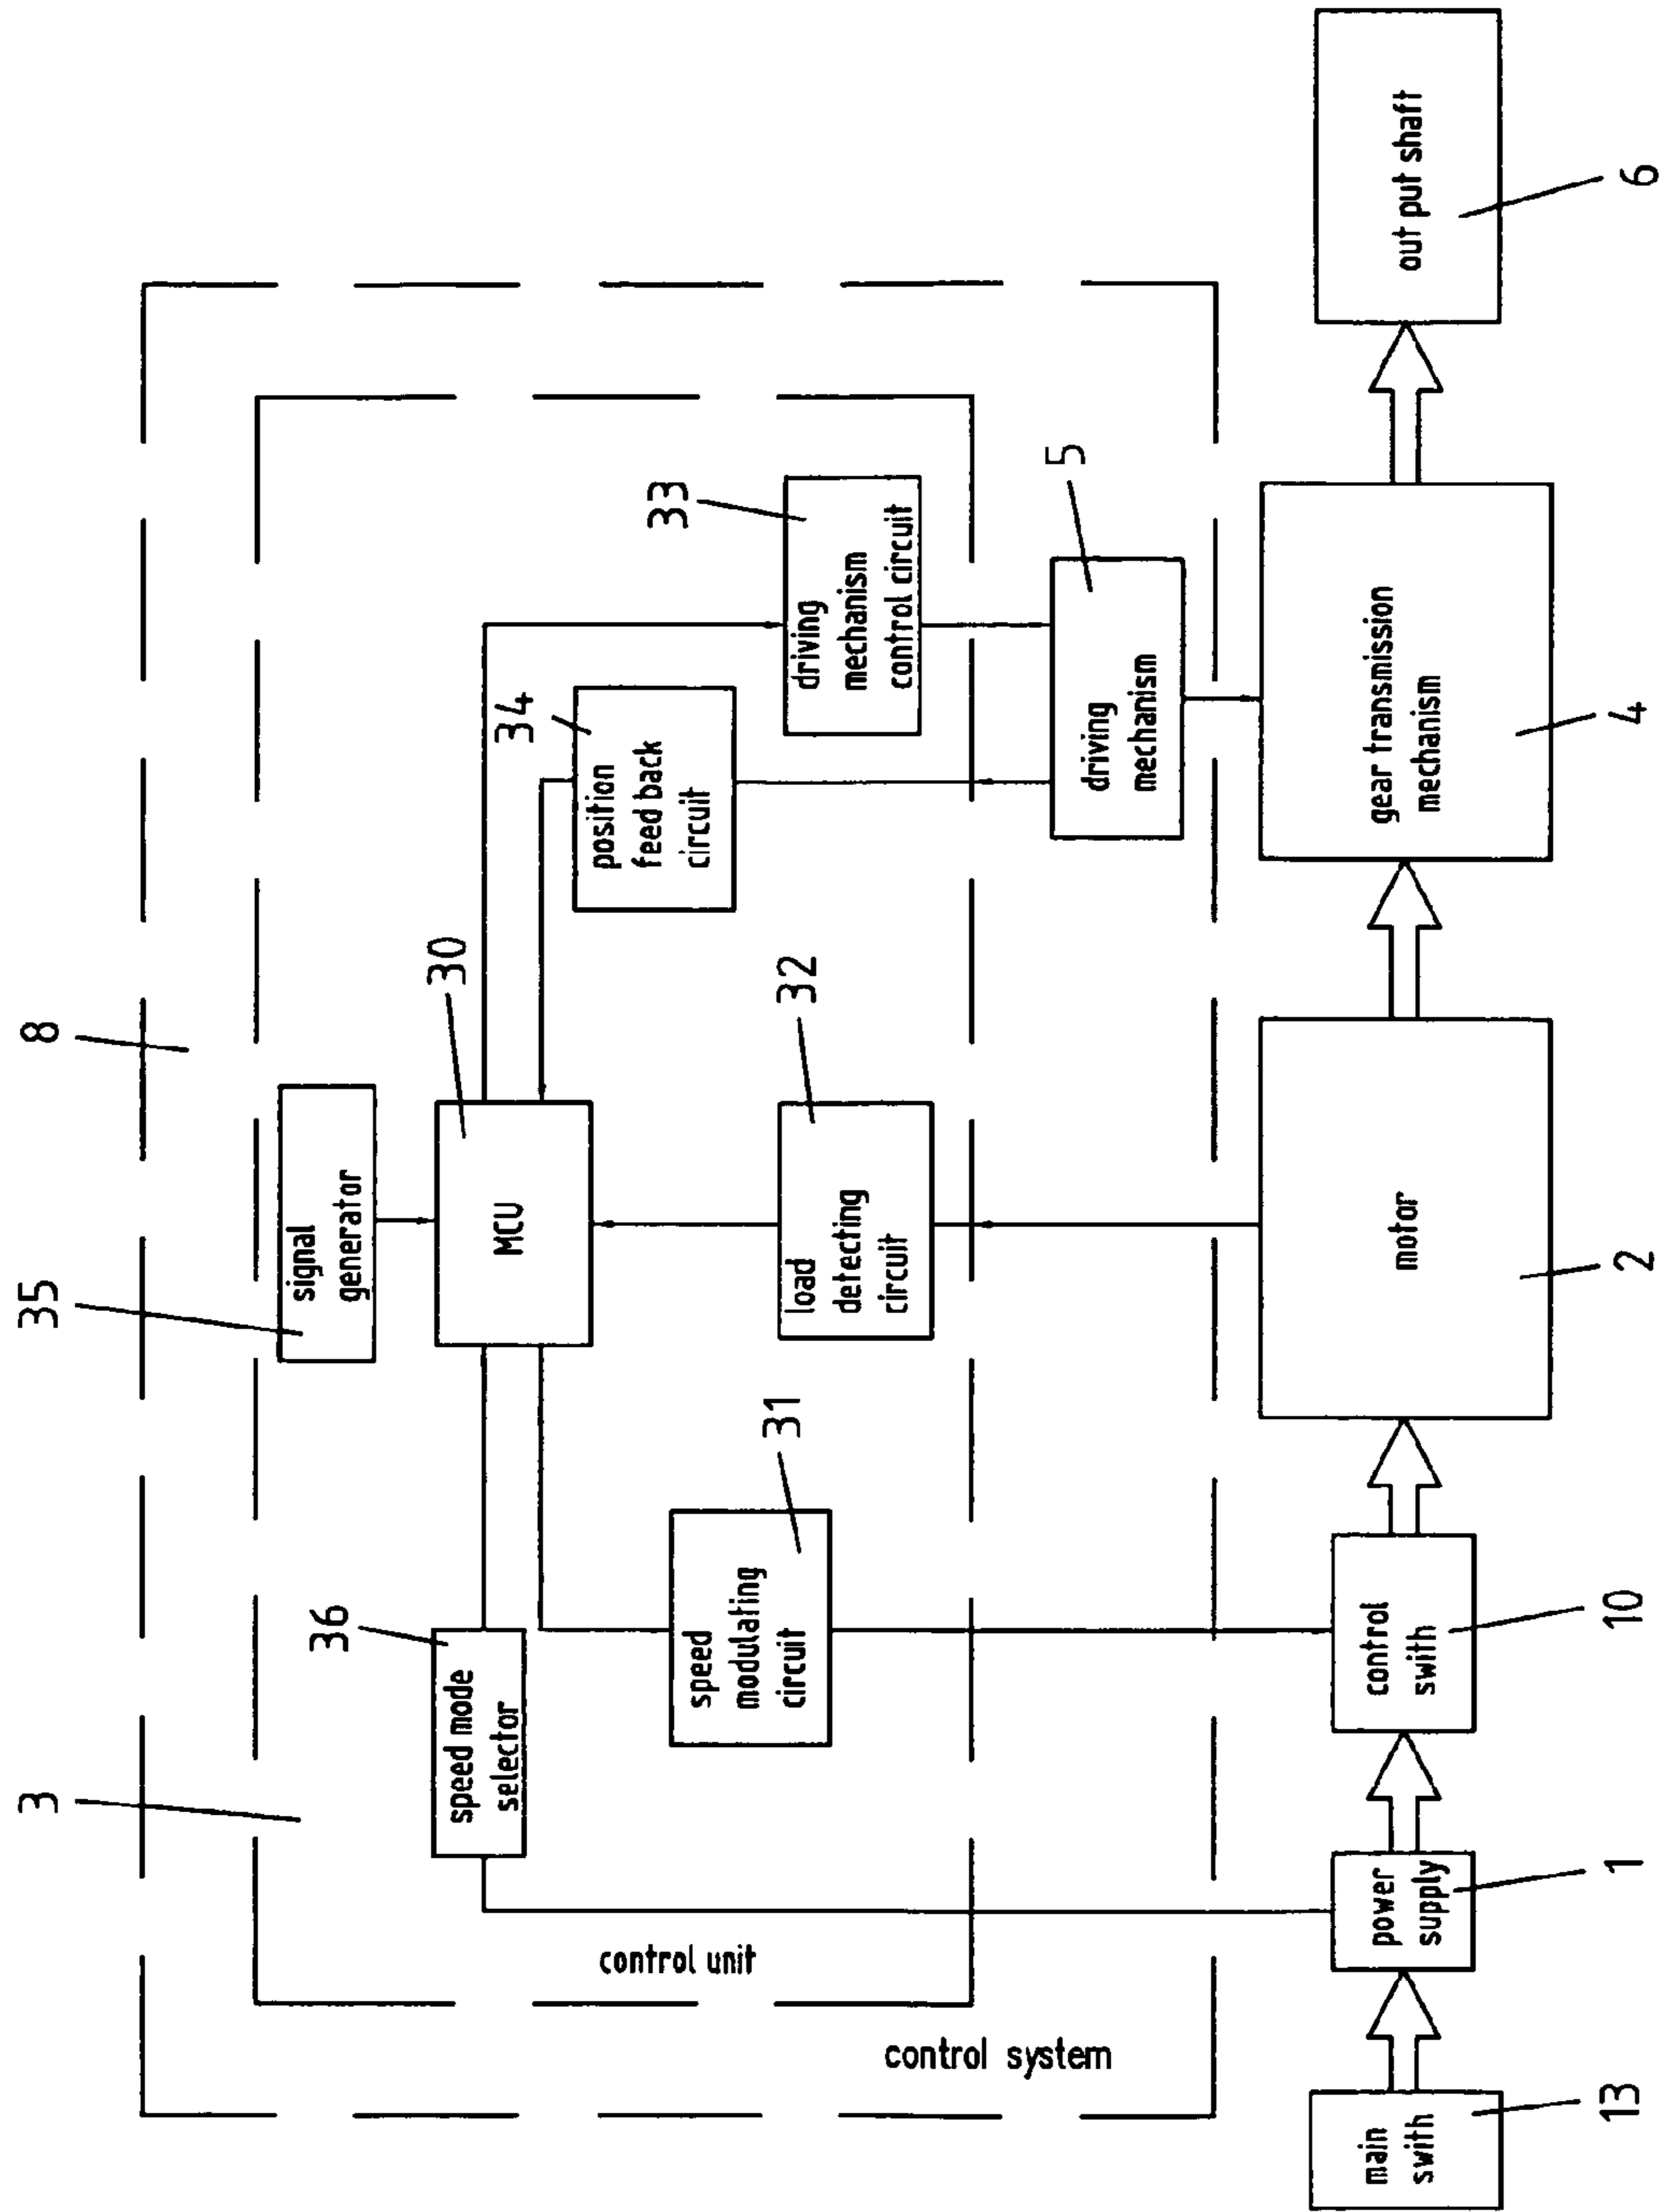 8
3
35
signal
generator
36
speed mode
selector
30
MCU
34
position
feed back
circuit
33
driving
mechanism
control circuit
31
speed
modulating
circuit
32
load
detecting
circuit
control unit
5
driving
mechanism
control system
main
swith
power
supply
control
swith
motor
gear transmission
mechanism
out put shaft
13
1
10
2
4
6